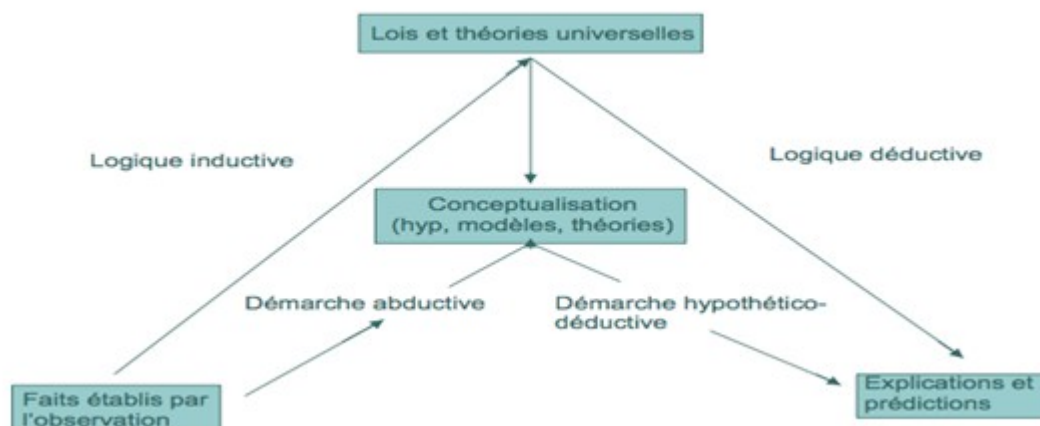 Lois et théories universelles
Logique inductive
Logique déductive
Conceptualisation
(hyp, modèles, théories)
Démarche abductive
Démarche hypothético-
déductive
Faits établis par
l'observation
Explications et
prédictions